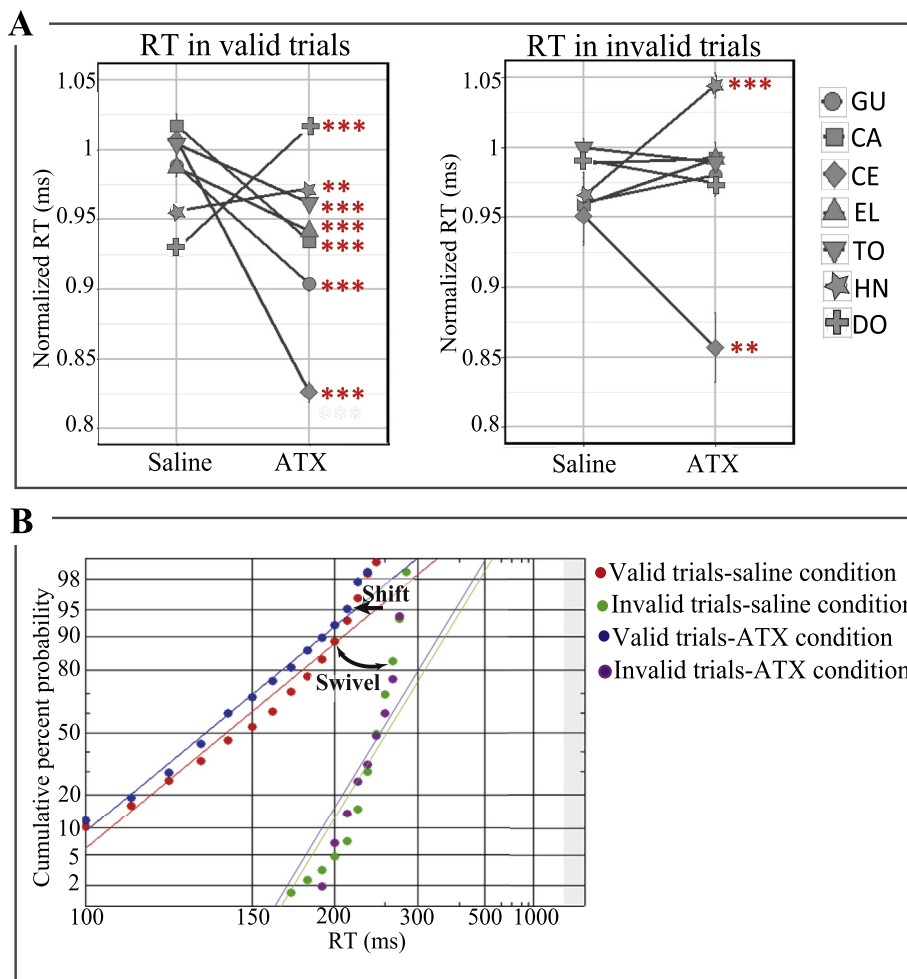 A
RT in valid trials
RT in invalid trials
Normalized RT (ms)
1.05
1
0.95
0.9
0.85
0.8
***
**
***
***
***
***
***
***
Saline
ATX
Normalized RT (ms)
1.05
1
0.95
0.9
0.85
0.8
***
**
Saline
ATX
GU
CA
CE
EL
TO
HN
DO
B
Cumulative percent probability
98
95
90
80
50
20
10
5
2
Shift
Swivel
100
150
200
300
500
1000
RT (ms)
Valid trials-saline condition
Invalid trials-saline condition
Valid trials-ATX condition
Invalid trials-ATX condition